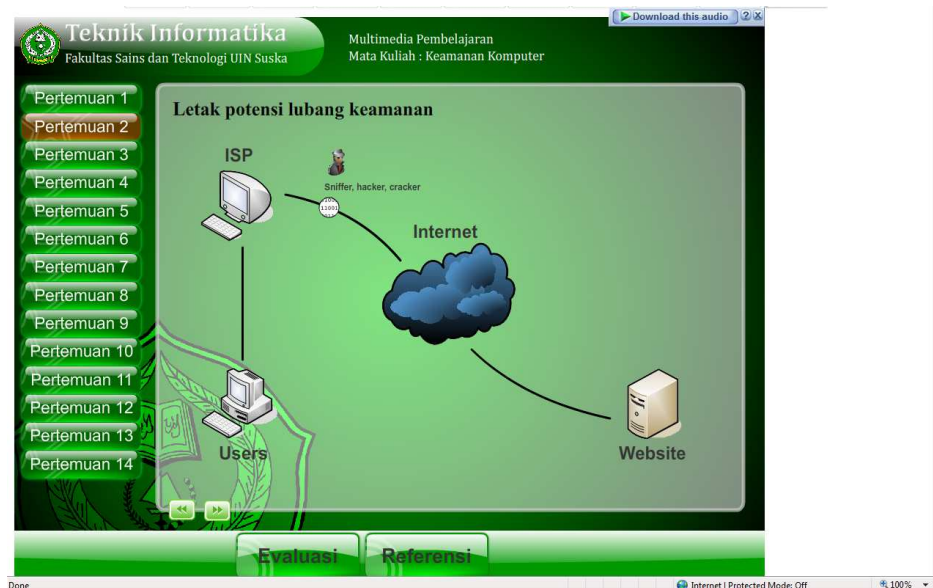 Download this audio
Teknik Informatika
Fakultas Sains dan Teknologi UIN Suska
Multimedia Pembelajaran
Mata Kuliah : Keamanan Komputer
Pertemuan 1
Pertemuan 2
Pertemuan 3
Pertemuan 4
Pertemuan 5
Pertemuan 6
Pertemuan 7
Pertemuan 8
Pertemuan 9
Pertemuan 10
Pertemuan 11
Pertemuan 12
Pertemuan 13
Pertemuan 14
Letak potensi lubang keamanan
ISP
Sniffer, hacker, cracker
11001
Internet
Users
Website
Evaluasi
Referensi
Done
Internet | Protected Mode: Off
100%